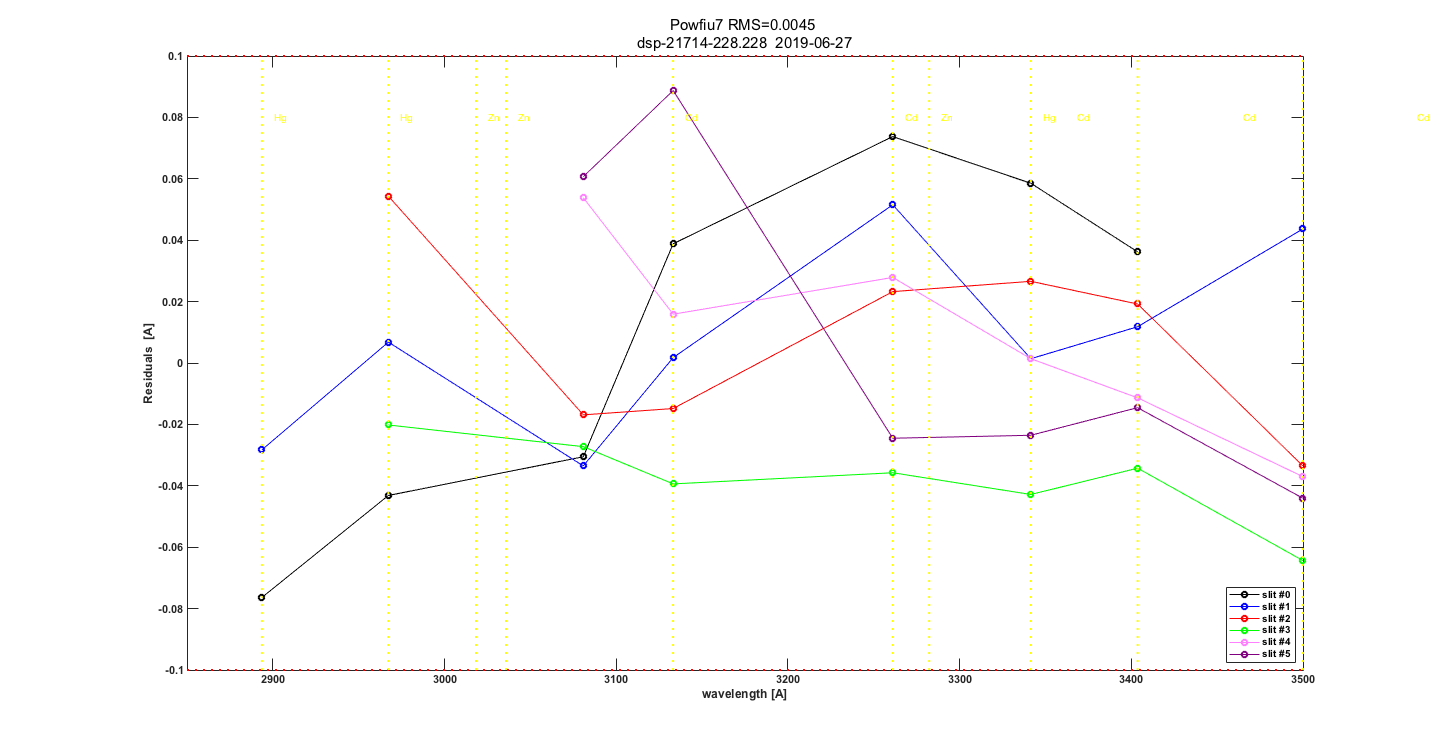 Powfiu7 RMS=0.0045
dsp-21714-228.228 2019-06-27
0.1
0.08
0.06
0.04
0.02
0
-0.02
-0.04
-0.06
-0.08
-0.1
Residuals [A]
Hg Hg Zn Zn Cd Cd Zn Hg Cd Cd Cd
slit #0
slit #1
slit #2
slit #3
slit #4
slit #5
2900 3000 3100 3200 3300 3400 3500
wavelength [A]